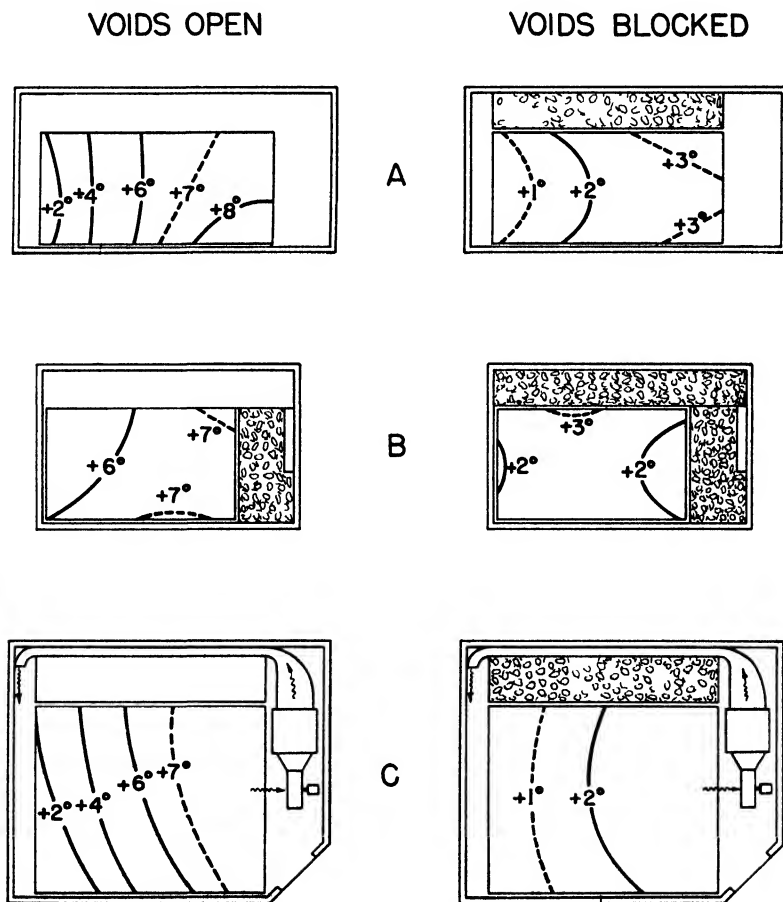 VOIDS OPEN VOIDS BLOCKED
A
+2° +4° +6° +7° +8°
+1° +2° +3° +3°
B
+6° +7° +7°
+2° +3° +2°
C
+2° +4° +6° +7°
+1° +2°